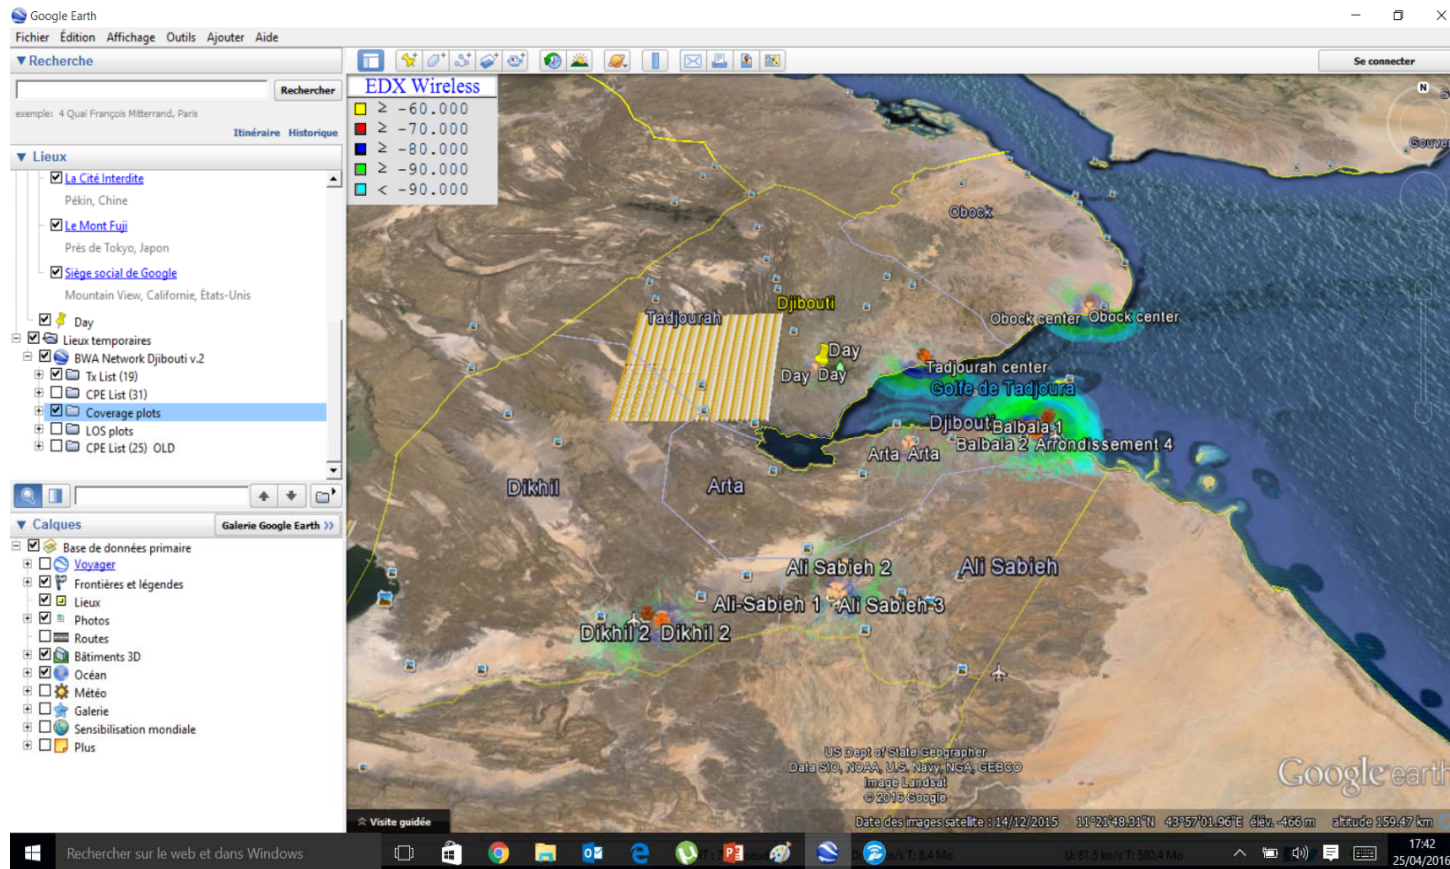 Google Earth
Fichier Édition Affichage Outils Ajouter Aide
Recherche
Rechercher
exemple: 4 Quai François Mitterrand, Paris
Itinéraire Historique
Lieux
La Cité Interdite
Pékin, Chine
Le Mont Fuji
Près de Tokyo, Japon
Siège social de Google
Mountain View, Californie, États-Unis
Day
Lieux temporaires
BWA Network Djibouti v.2
Tx List (19)
CPE List (31)
Coverage plots
LOS plots
CPE List (25) OLD
Calques
Galerie Google Earth >>
Base de données primaire
Voyager
Frontières et légendes
Lieux
Photos
Routes
Bâtiments 3D
Océan
Météo
Galerie
Sensibilisation mondiale
Plus
Se connecter
EDX Wireless
≥ -60.000
≥ -70.000
≥ -80.000
≥ -90.000
< -90.000
N
Obock
Djibouti
Tadjourah
Obock center Obock center
Day
Day Day
Tadjourah center
Golfe de Tadjoura
Djibouti Balbala 1
Balbala 2 Arrondissement 4
Arta Arta
Dikhil
Arta
Ali Sabieh 2
Ali Sabieh
Ali-Sabieh 1 Ali Sabieh 3
Dikhil 2 Dikhil 2
US Dept of State Geographer
Data SIO, NOAA, U.S. Navy, NGA, GEBCO
Image Landsat
© 2016 Google
Google earth
Visite guidée
Date des images satellite : 14/12/2015 11°21'48.31"N 43°57'01.96"E élév. -466 m altitude 159.47 km
Rechercher sur le web et dans Windows
17:42
25/04/2016